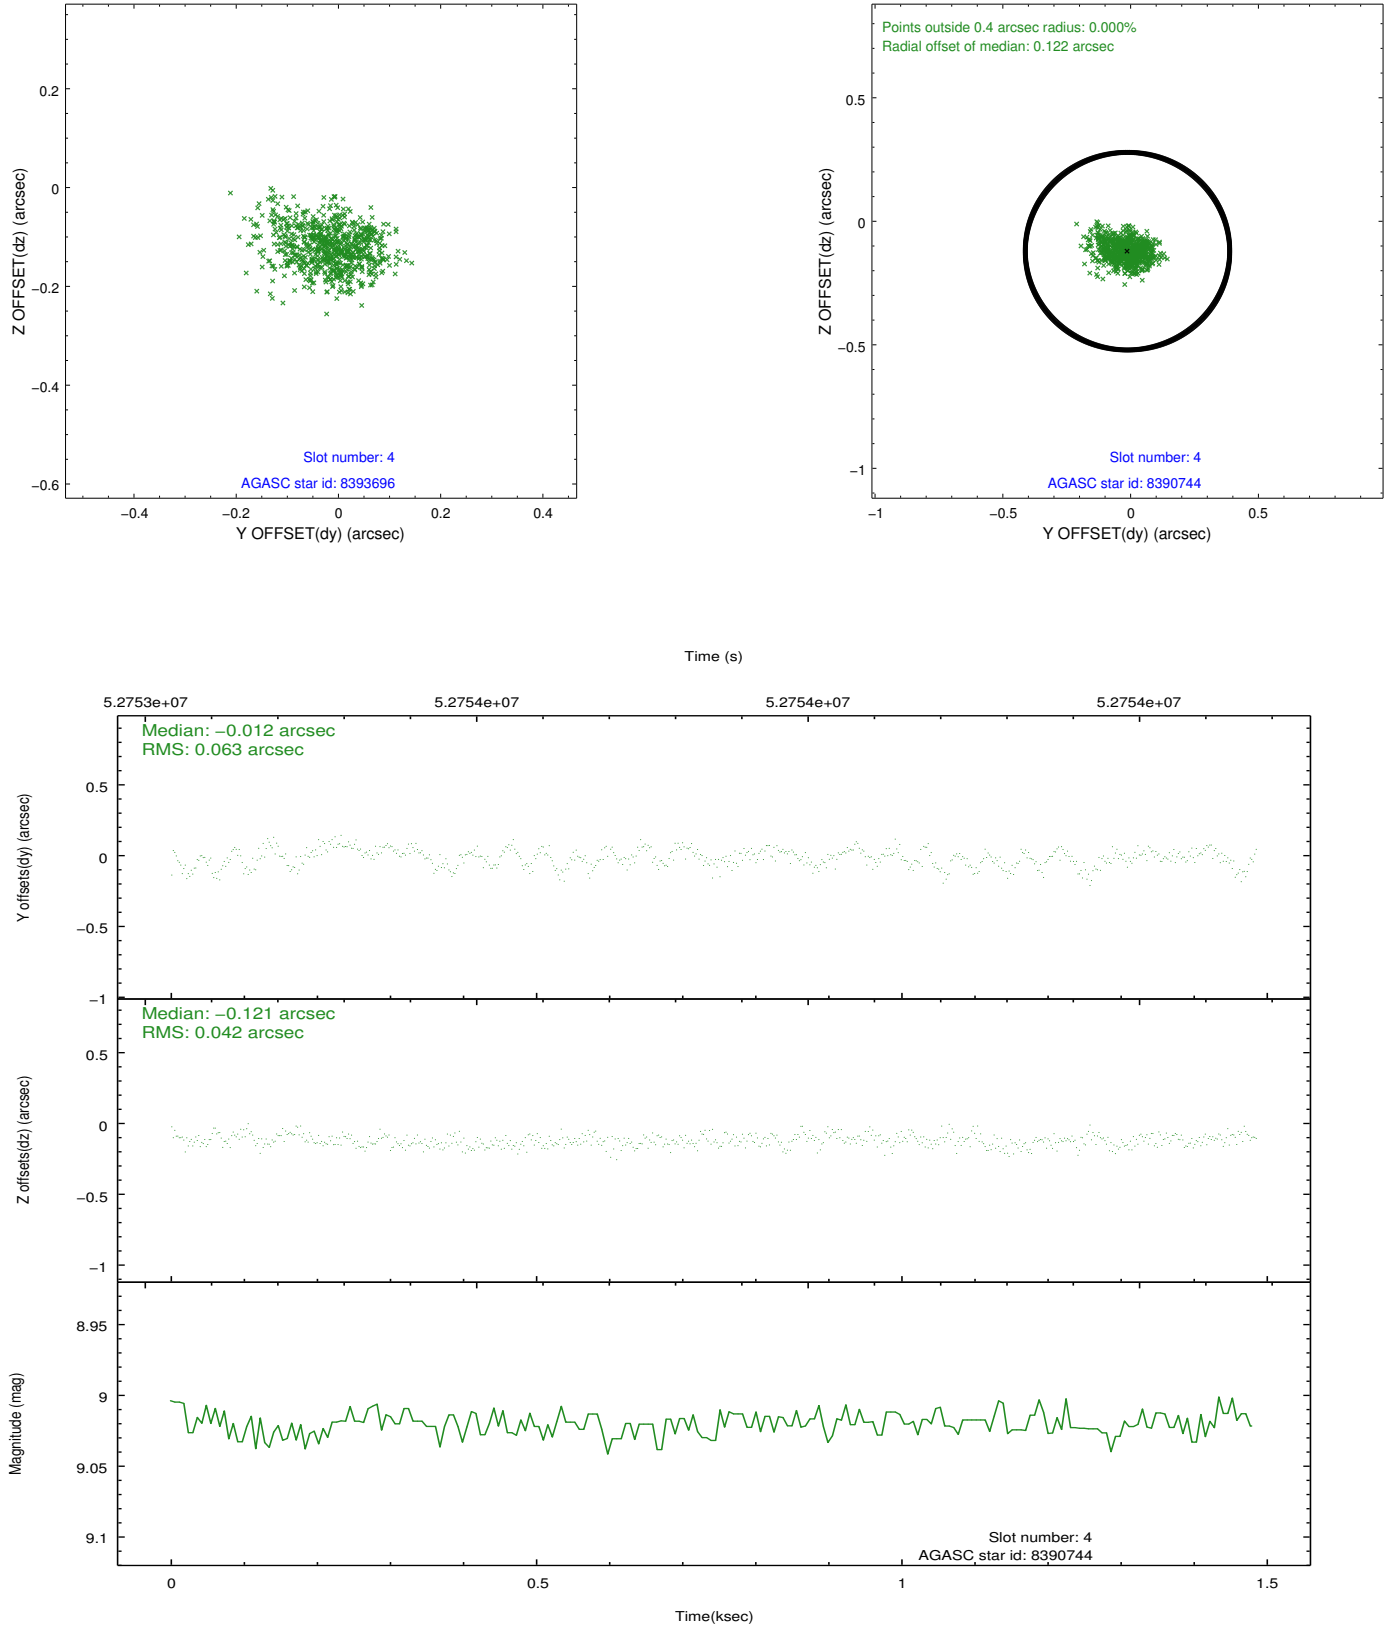 0.2
0
−0.2
−0.4
−0.6
Z OFFSET(dz) (arcsec)
Slot number: 4
AGASC star id: 8393696
−0.4
−0.2
0
0.2
0.4
Y OFFSET(dy) (arcsec)
Points outside 0.4 arcsec radius: 0.000%
Radial offset of median: 0.122 arcsec
0.5
0
−0.5
−1
Z OFFSET(dz) (arcsec)
Slot number: 4
AGASC star id: 8390744
−1
−0.5
0
0.5
Y OFFSET(dy) (arcsec)
Time (s)
5.2753e+07
5.2754e+07
5.2754e+07
5.2754e+07
Median: −0.012 arcsec
RMS: 0.063 arcsec
0.5
0
−0.5
−1
Y offsets(dy) (arcsec)
Median: −0.121 arcsec
RMS: 0.042 arcsec
0.5
0
−0.5
−1
Z offsets(dz) (arcsec)
8.95
9
9.05
9.1
Magnitude (mag)
Slot number: 4
AGASC star id: 8390744
0
0.5
1
1.5
Time(ksec)